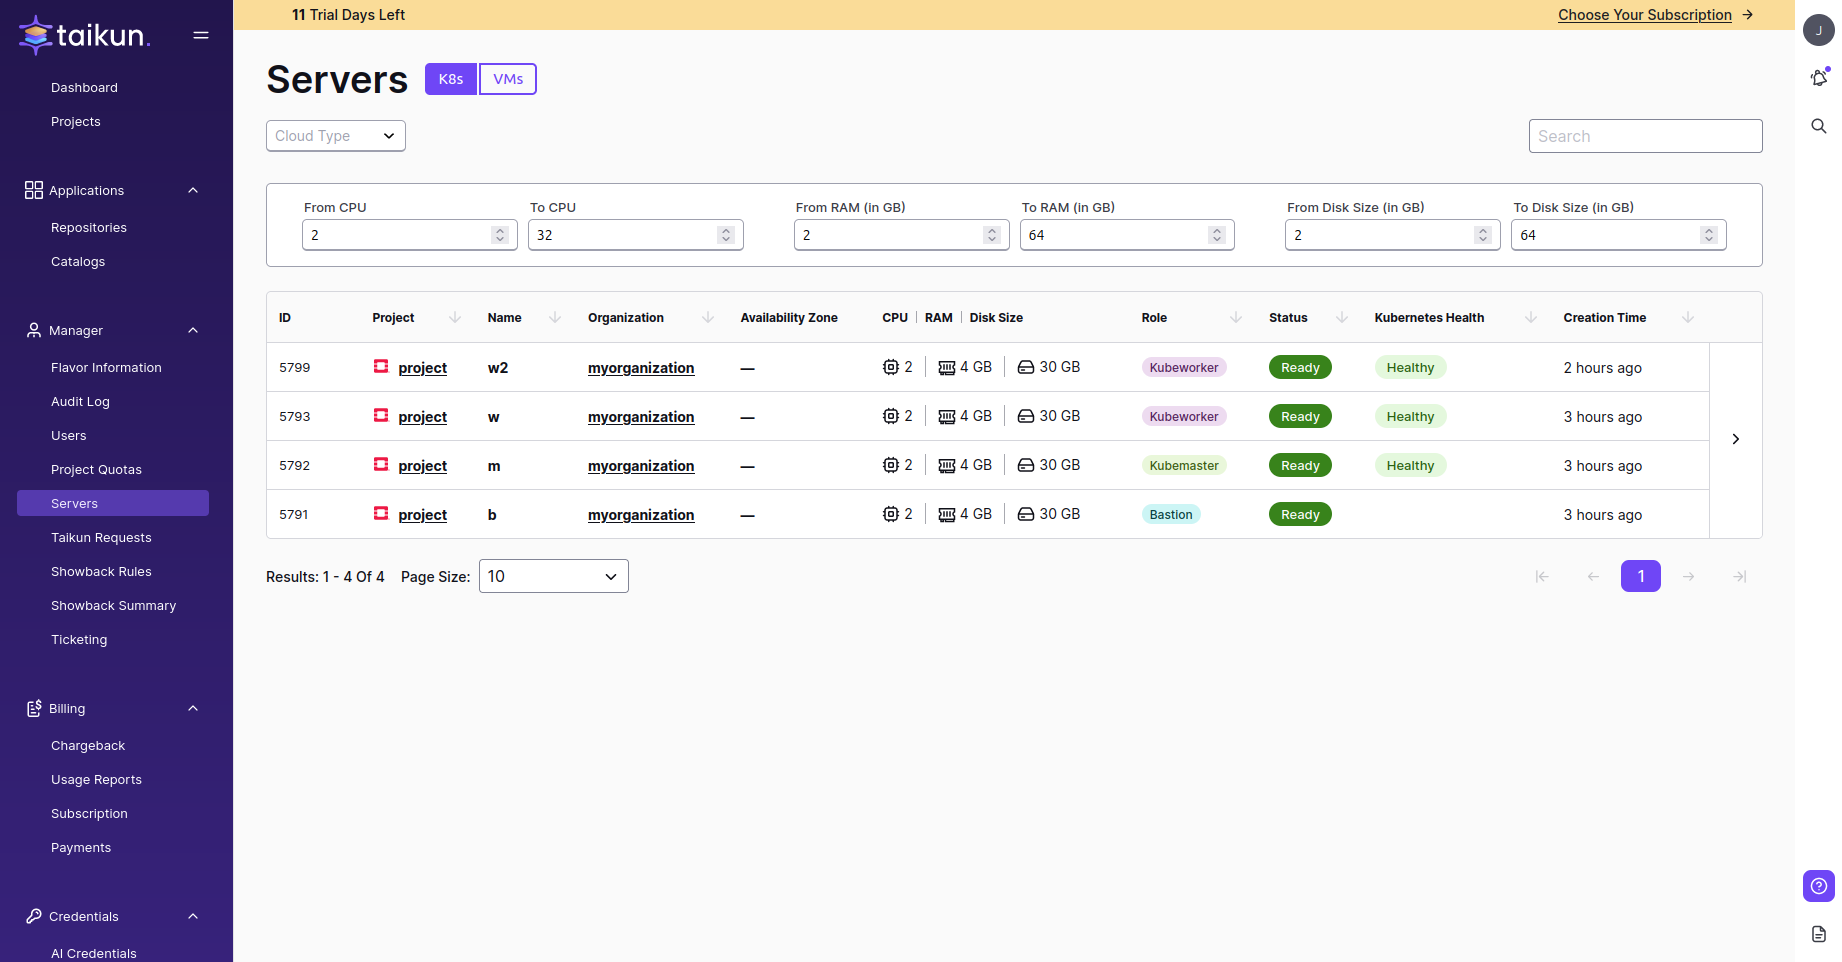 taikun.
Dashboard
Projects
Applications
Repositories
Catalogs
Manager
Flavor Information
Audit Log
Users
Project Quotas
Servers
Taikun Requests
Showback Rules
Showback Summary
Ticketing
Billing
Chargeback
Usage Reports
Subscription
Payments
Credentials
AI Credentials
11 Trial Days Left
Choose Your Subscription →
J
Servers K8s VMs
Cloud Type
Search
From CPU To CPU From RAM (in GB) To RAM (in GB) From Disk Size (in GB) To Disk Size (in GB)
2 32 2 64 2 64
ID Project Name Organization Availability Zone CPU | RAM | Disk Size Role Status Kubernetes Health Creation Time
5799 project w2 myorganization — 2 | 4 GB | 30 GB Kubeworker Ready Healthy 2 hours ago
5793 project w myorganization — 2 | 4 GB | 30 GB Kubeworker Ready Healthy 3 hours ago
5792 project m myorganization — 2 | 4 GB | 30 GB Kubemaster Ready Healthy 3 hours ago
5791 project b myorganization — 2 | 4 GB | 30 GB Bastion Ready 3 hours ago
Results: 1 - 4 Of 4 Page Size: 10
1